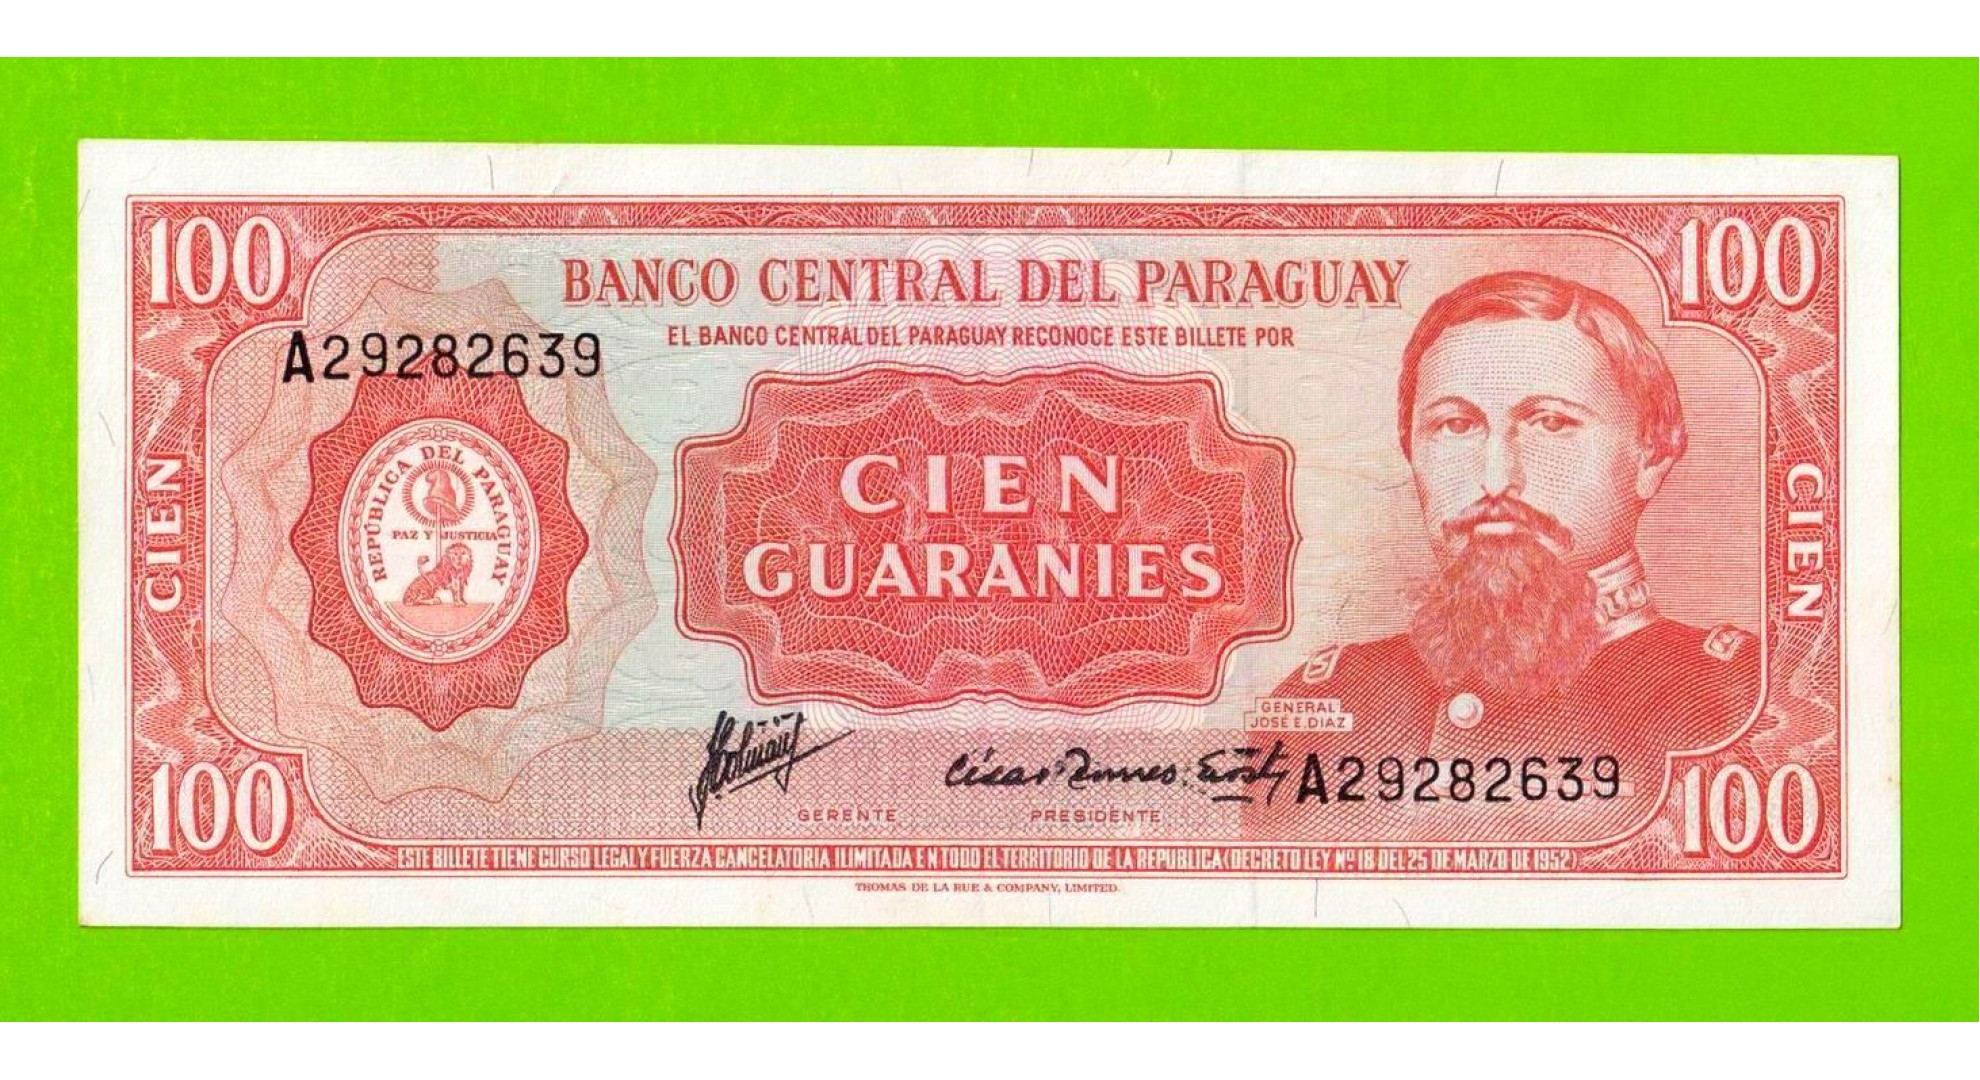 100
100
BANCO CENTRAL DEL PARAGUAY
EL BANCO CENTRAL DEL PARAGUAY RECONOCE ESTE BILLETE POR
A29282639
CIEN
REPÚBLICA DEL PARAGUAY
PAZ Y JUSTICIA
CIEN
GUARANIES
CIEN
GENERAL
JOSÉ E. DIAZ
A29282639
GERENTE
PRESIDENTE
100
100
ESTE BILLETE TIENE CURSO LEGAL Y FUERZA CANCELATORIA ILIMITADA EN TODO EL TERRITORIO DE LA REPUBLICA (DECRETO LEY Nº 18 DEL 25 DE MARZO DE 1952)
THOMAS DE LA RUE & COMPANY, LIMITED.